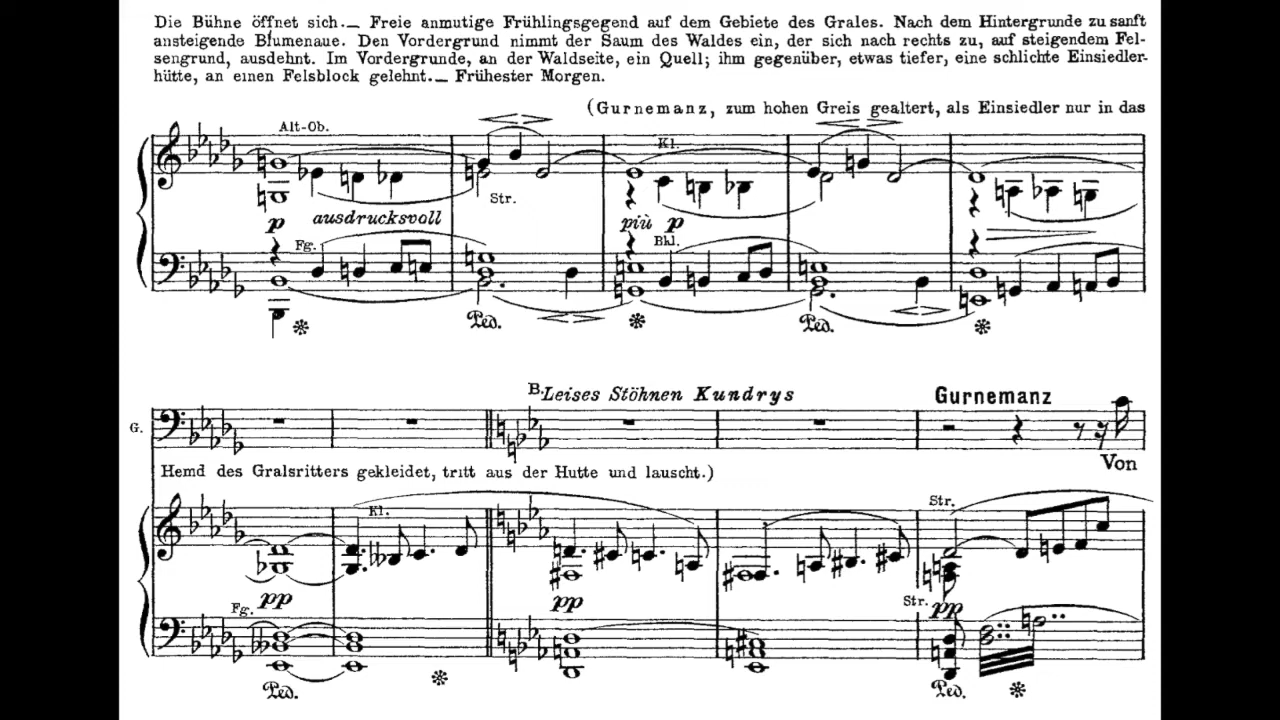 Die Bühne öffnet sich.— Freie anmutige Frühlingsgegend auf dem Gebiete des Grales. Nach dem Hintergrunde zu sanft
ansteigende Blumenaue. Den Vordergrund nimmt der Saum des Waldes ein, der sich nach rechts zu, auf steigendem Fel-
sengrund, ausdehnt. Im Vordergrunde, an der Waldseite, ein Quell; ihm gegenüber, etwas tiefer, eine schlichte Einsiedler-
hütte, an einen Felsblock gelehnt.— Frühester Morgen.
(Gurnemanz, zum hohen Greis gealtert, als Einsiedler nur in das
Alt-Ob.
Kl.
Str.
p ausdrucksvoll
più p
Fg.
Bkl.
Ped.
Ped.
B. Leises Stöhnen Kundrys
Gurnemanz
G.
Von
Hemd des Gralsritters gekleidet, tritt aus der Hutte und lauscht.)
Kl.
Str.
pp
pp
pp
Fg.
Str.
Ped.
Ped.